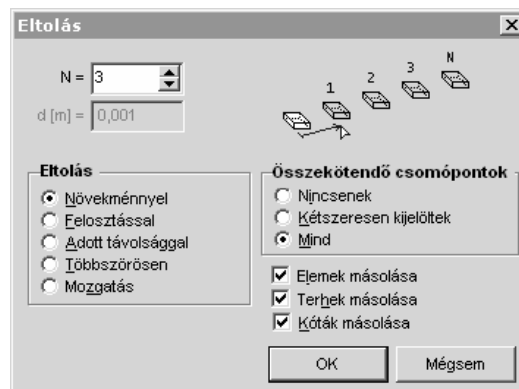 Eltolás
N = 3
d [m] = 0,001
1 2 3 N
Eltolás
Növekménnyel
Felosztással
Adott távolsággal
Többszörösen
Mozgatás
Összekötendő csomópontok
Nincsenek
Kétszeresen kijelöltek
Mind
Elemek másolása
Terhek másolása
Kóták másolása
OK
Mégsem